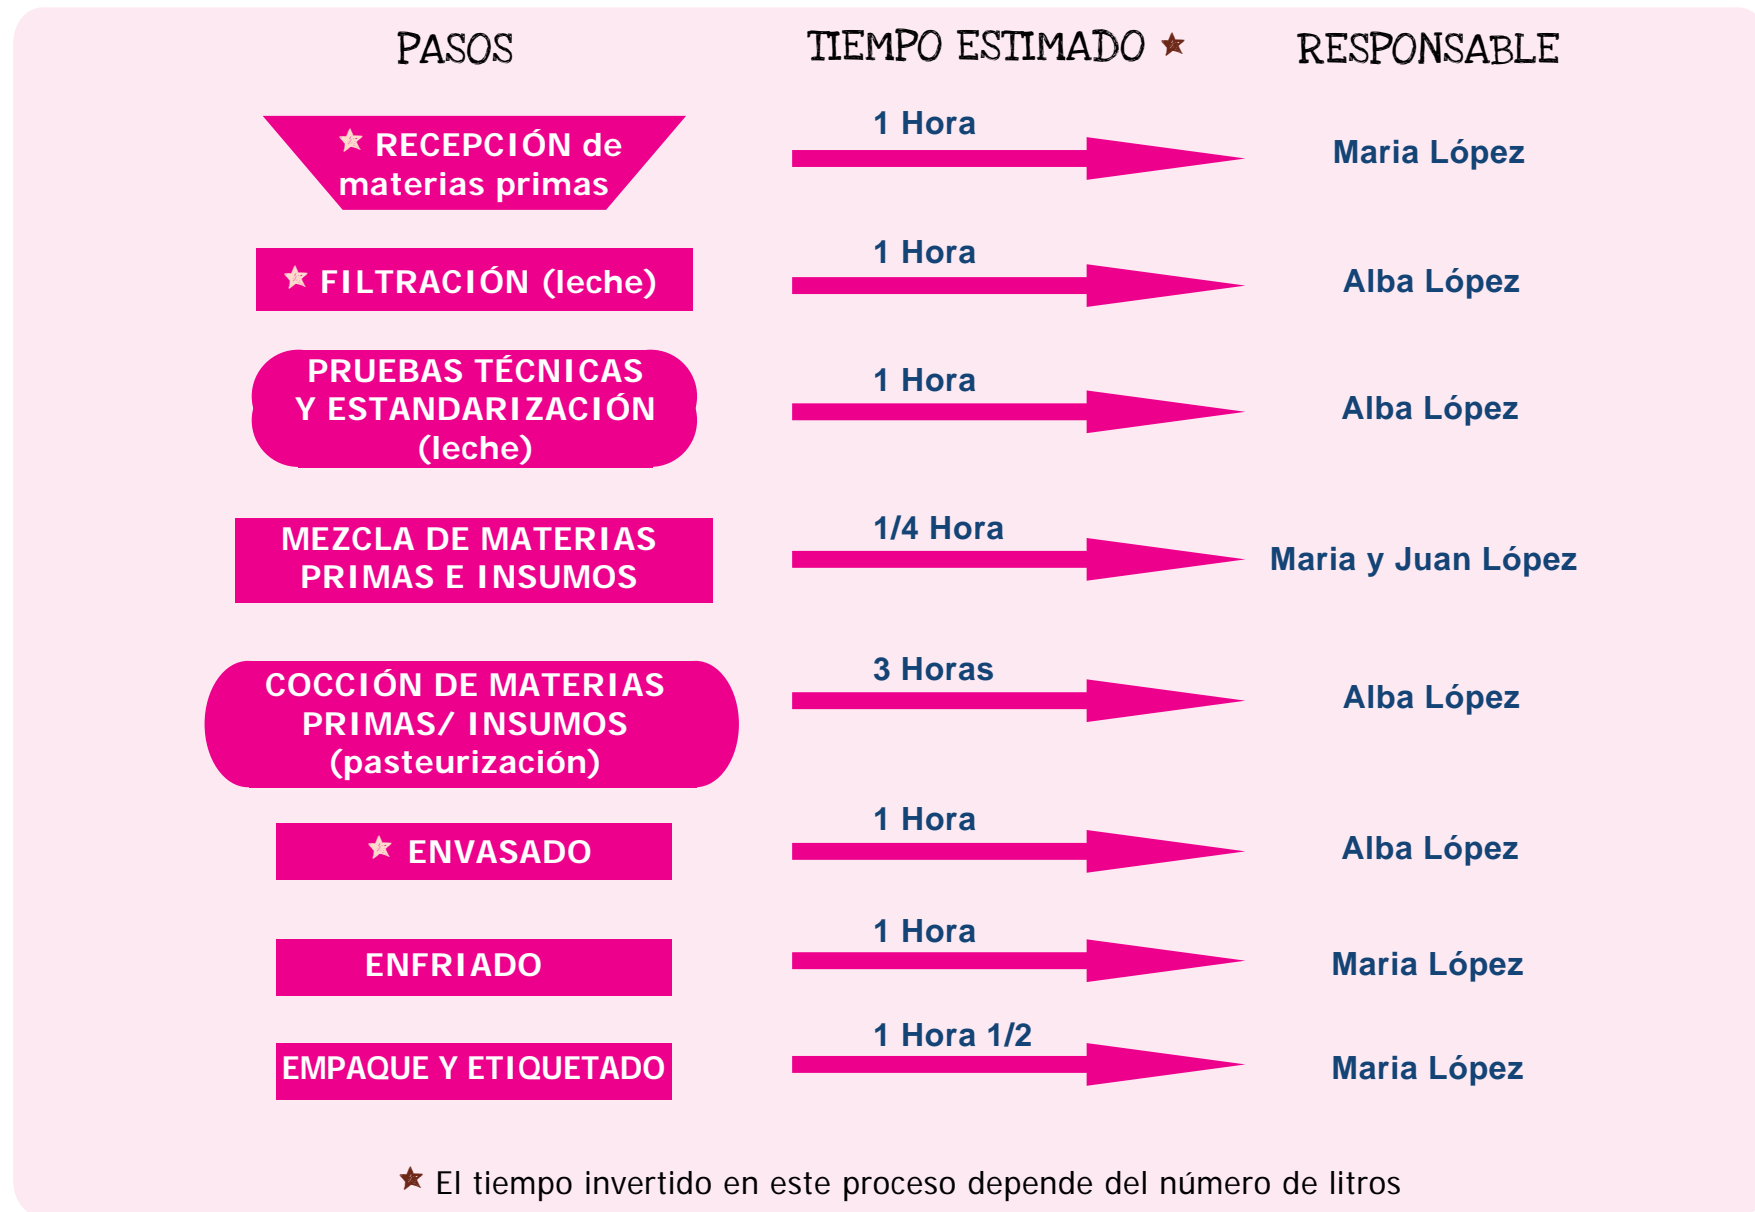 PASOS TIEMPO ESTIMADO RESPONSABLE
RECEPCIÓN de
materias primas
1 Hora
Maria López
FILTRACIÓN (leche)
1 Hora
Alba López
PRUEBAS TÉCNICAS
Y ESTANDARIZACIÓN
(leche)
1 Hora
Alba López
MEZCLA DE MATERIAS
PRIMAS E INSUMOS
1/4 Hora
Maria y Juan López
COCCIÓN DE MATERIAS
PRIMAS/ INSUMOS
(pasteurización)
3 Horas
Alba López
ENVASADO
1 Hora
Alba López
ENFRIADO
1 Hora
Maria López
EMPAQUE Y ETIQUETADO
1 Hora 1/2
Maria López
El tiempo invertido en este proceso depende del número de litros